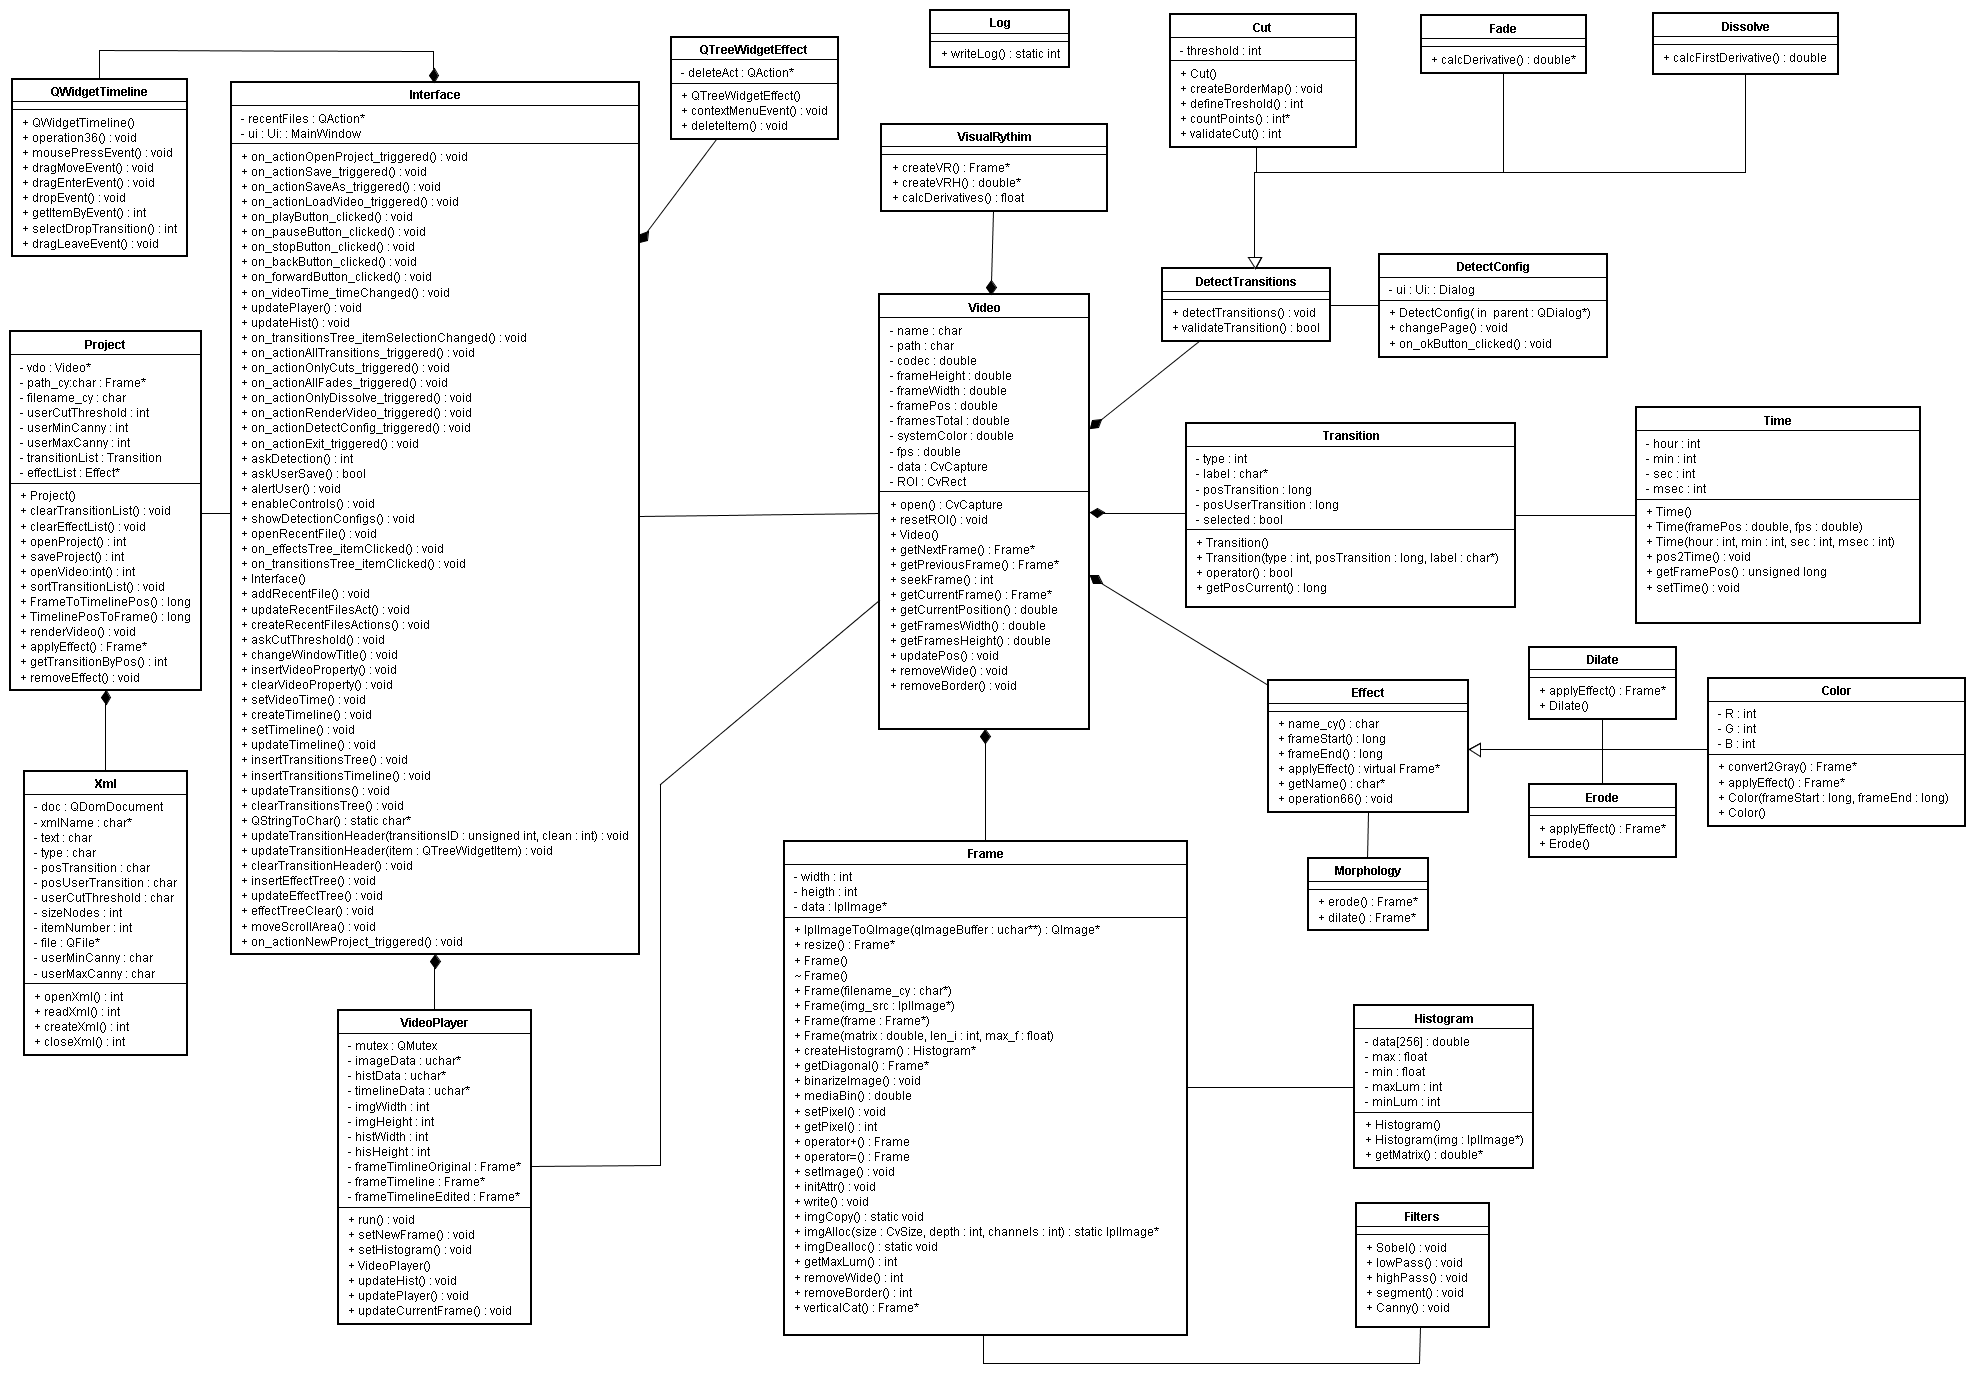 QWidgetTimeline
+ QWidgetTimeline()
+ operation36() : void
+ mousePressEvent() : void
+ dragMoveEvent() : void
+ dragEnterEvent() : void
+ dropEvent() : void
+ getItemByEvent() : int
+ selectDropTransition() : int
+ dragLeaveEvent() : void
Interface
- recentFiles : QAction*
- ui : Ui: : MainWindow
+ on_actionOpenProject_triggered() : void
+ on_actionSave_triggered() : void
+ on_actionSaveAs_triggered() : void
+ on_actionLoadVideo_triggered() : void
+ on_playButton_clicked() : void
+ on_pauseButton_clicked() : void
+ on_stopButton_clicked() : void
+ on_backButton_clicked() : void
+ on_forwardButton_clicked() : void
+ on_videoTime_timeChanged() : void
+ updatePlayer() : void
+ updateHist() : void
+ on_transitionsTree_itemSelectionChanged() : void
+ on_actionAllTransitions_triggered() : void
+ on_actionOnlyCuts_triggered() : void
+ on_actionAllFades_triggered() : void
+ on_actionOnlyDissolve_triggered() : void
+ on_actionRenderVideo_triggered() : void
+ on_actionDetectConfig_triggered() : void
+ on_actionExit_triggered() : void
+ askDetection() : int
+ askUserSave() : bool
+ alertUser() : void
+ enableControls() : void
+ showDetectionConfigs() : void
+ openRecentFile() : void
+ on_effectsTree_itemClicked() : void
+ on_transitionsTree_itemClicked() : void
+ Interface()
+ addRecentFile() : void
+ updateRecentFilesAct() : void
+ createRecentFilesActions() : void
+ askCutThreshold() : void
+ changeWindowTitle() : void
+ insertVideoProperty() : void
+ clearVideoProperty() : void
+ setVideoTime() : void
+ createTimeline() : void
+ setTimeline() : void
+ updateTimeline() : void
+ insertTransitionsTree() : void
+ insertTransitionsTimeline() : void
+ updateTransitions() : void
+ clearTransitionsTree() : void
+ QStringToChar() : static char*
+ updateTransitionHeader(transitionsID : unsigned int, clean : int) : void
+ updateTransitionHeader(item : QTreeWidgetItem) : void
+ clearTransitionHeader() : void
+ insertEffectTree() : void
+ updateEffectTree() : void
+ effectTreeClear() : void
+ moveScrollArea() : void
+ on_actionNewProject_triggered() : void
QTreeWidgetEffect
- deleteAct : QAction*
+ QTreeWidgetEffect()
+ contextMenuEvent() : void
+ deleteItem() : void
Log
+ writeLog() : static int
Cut
- threshold : int
+ Cut()
+ createBorderMap() : void
+ defineTreshold() : int
+ countPoints() : int*
+ validateCut() : int
Fade
+ calcDerivative() : double*
Dissolve
+ calcFirstDerivative() : double
VisualRythim
+ createVR() : Frame*
+ createVRH() : double*
+ calcDerivatives() : float
DetectTransitions
+ detectTransitions() : void
+ validateTransition() : bool
DetectConfig
- ui : Ui: : Dialog
+ DetectConfig( in  parent : QDialog*)
+ changePage() : void
+ on_okButton_clicked() : void
Project
- vdo : Video*
- path_cy:char : Frame*
- filename_cy : char
- userCutThreshold : int
- userMinCanny : int
- userMaxCanny : int
- transitionList : Transition
- effectList : Effect*
+ Project()
+ clearTransitionList() : void
+ clearEffectList() : void
+ openProject() : int
+ saveProject() : int
+ openVideo:int() : int
+ sortTransitionList() : void
+ FrameToTimelinePos() : long
+ TimelinePosToFrame() : long
+ renderVideo() : void
+ applyEffect() : Frame*
+ getTransitionByPos() : int
+ removeEffect() : void
Video
- name : char
- path : char
- codec : double
- frameHeight : double
- frameWidth : double
- framePos : double
- framesTotal : double
- systemColor : double
- fps : double
- data : CvCapture
- ROI : CvRect
+ open() : CvCapture
+ resetROI() : void
+ Video()
+ getNextFrame() : Frame*
+ getPreviousFrame() : Frame*
+ seekFrame() : int
+ getCurrentFrame() : Frame*
+ getCurrentPosition() : double
+ getFramesWidth() : double
+ getFramesHeight() : double
+ updatePos() : void
+ removeWide() : void
+ removeBorder() : void
Transition
- type : int
- label : char*
- posTransition : long
- posUserTransition : long
- selected : bool
+ Transition()
+ Transition(type : int, posTransition : long, label : char*)
+ operator() : bool
+ getPosCurrent() : long
Time
- hour : int
- min : int
- sec : int
- msec : int
+ Time()
+ Time(framePos : double, fps : double)
+ Time(hour : int, min : int, sec : int, msec : int)
+ pos2Time() : void
+ getFramePos() : unsigned long
+ setTime() : void
Effect
+ name_cy() : char
+ frameStart() : long
+ frameEnd() : long
+ applyEffect() : virtual Frame*
+ getName() : char*
+ operation66() : void
Dilate
+ applyEffect() : Frame*
+ Dilate()
Color
- R : int
- G : int
- B : int
+ convert2Gray() : Frame*
+ applyEffect() : Frame*
+ Color(frameStart : long, frameEnd : long)
+ Color()
Erode
+ applyEffect() : Frame*
+ Erode()
Morphology
+ erode() : Frame*
+ dilate() : Frame*
Xml
- doc : QDomDocument
- xmlName : char*
- text : char
- type : char
- posTransition : char
- posUserTransition : char
- userCutThreshold : char
- sizeNodes : int
- itemNumber : int
- file : QFile*
- userMinCanny : char
- userMaxCanny : char
+ openXml() : int
+ readXml() : int
+ createXml() : int
+ closeXml() : int
VideoPlayer
- mutex : QMutex
- imageData : uchar*
- histData : uchar*
- timelineData : uchar*
- imgWidth : int
- imgHeight : int
- histWidth : int
- hisHeight : int
- frameTimlineOriginal : Frame*
- frameTimeline : Frame*
- frameTimelineEdited : Frame*
+ run() : void
+ setNewFrame() : void
+ setHistogram() : void
+ VideoPlayer()
+ updateHist() : void
+ updatePlayer() : void
+ updateCurrentFrame() : void
Frame
- width : int
- heigth : int
- data : IplImage*
+ IplImageToQImage(qImageBuffer : uchar**) : QImage*
+ resize() : Frame*
+ Frame()
~ Frame()
+ Frame(filename_cy : char*)
+ Frame(img_src : IplImage*)
+ Frame(frame : Frame*)
+ Frame(matrix : double, len_i : int, max_f : float)
+ createHistogram() : Histogram*
+ getDiagonal() : Frame*
+ binarizeImage() : void
+ mediaBin() : double
+ setPixel() : void
+ getPixel() : int
+ operator+() : Frame
+ operator=() : Frame
+ setImage() : void
+ initAttr() : void
+ write() : void
+ imgCopy() : static void
+ imgAlloc(size : CvSize, depth : int, channels : int) : static IplImage*
+ imgDealloc() : static void
+ getMaxLum() : int
+ removeWide() : int
+ removeBorder() : int
+ verticalCat() : Frame*
Histogram
- data[256] : double
- max : float
- min : float
- maxLum : int
- minLum : int
+ Histogram()
+ Histogram(img : IplImage*)
+ getMatrix() : double*
Filters
+ Sobel() : void
+ lowPass() : void
+ highPass() : void
+ segment() : void
+ Canny() : void